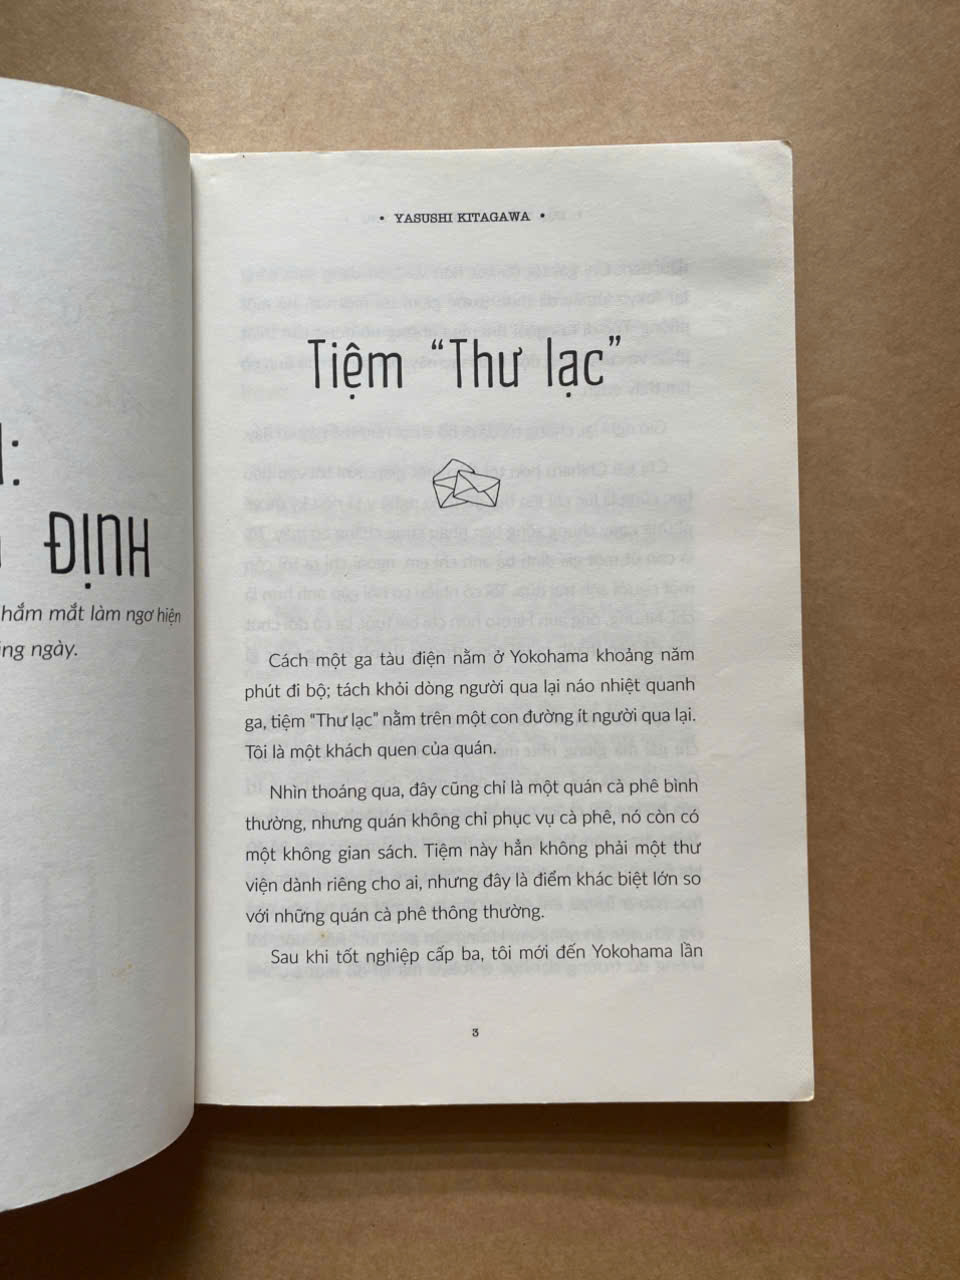 ĐỊNH
hắm mắt làm ngơ hiện
ng ngày.
• YASUSHI KITAGAWA •
Tiệm “Thư lạc”
Cách một ga tàu điện nằm ở Yokohama khoảng năm
phút đi bộ; tách khỏi dòng người qua lại náo nhiệt quanh
ga, tiệm “Thư lạc” nằm trên một con đường ít người qua lại.
Tôi là một khách quen của quán.
Nhìn thoáng qua, đây cũng chỉ là một quán cà phê bình
thường, nhưng quán không chỉ phục vụ cà phê, nó còn có
một không gian sách. Tiệm này hẳn không phải một thư
viện dành riêng cho ai, nhưng đây là điểm khác biệt lớn so
với những quán cà phê thông thường.
Sau khi tốt nghiệp cấp ba, tôi mới đến Yokohama lần
3